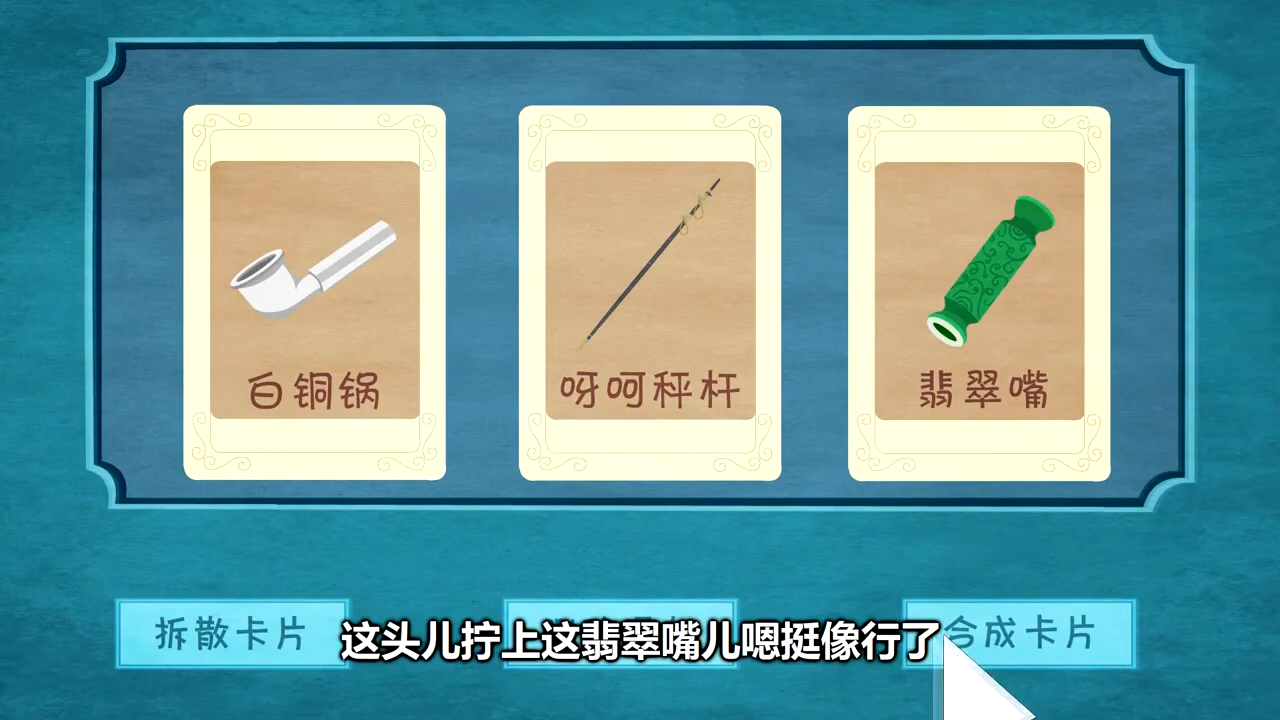 白铜锅
呀呵秤杆
翡翠嘴
拆散卡片
这头儿拧上这翡翠嘴儿嗯挺像行了
合成卡片